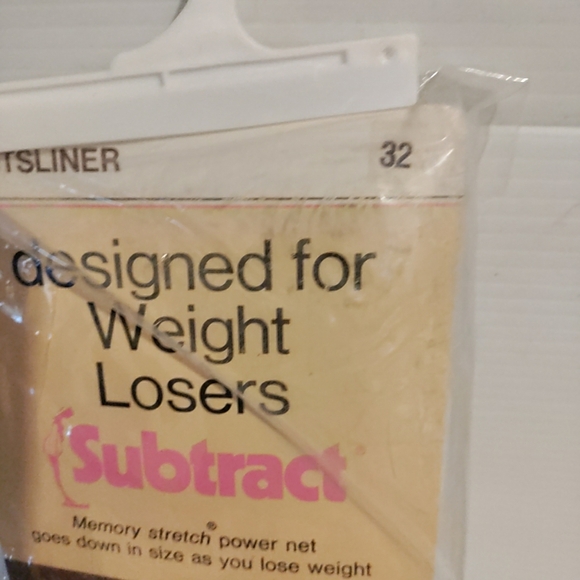 TSLINER 32
designed for
Weight
Losers
Subtract®
Memory stretch® power net
goes down in size as you lose weight